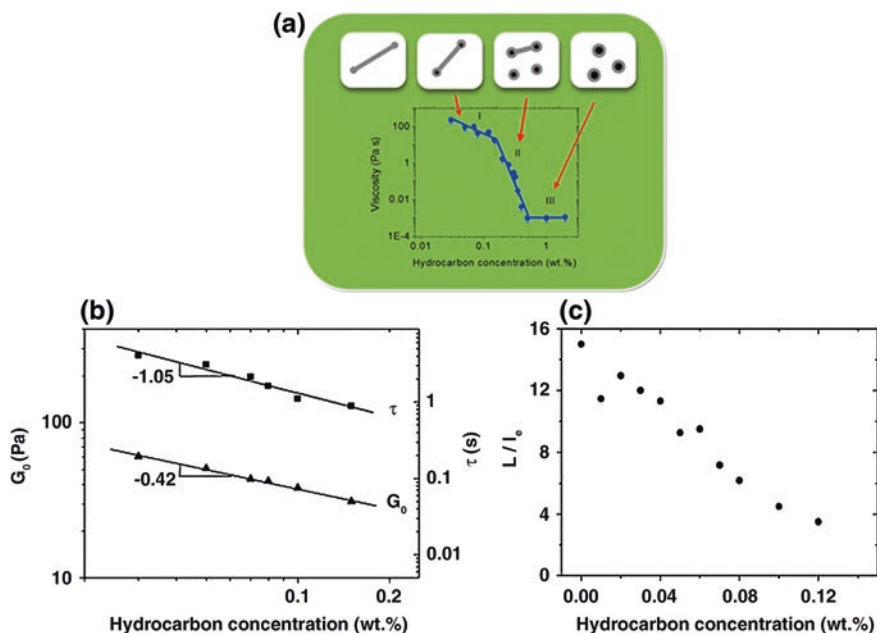 (a)
I
II
III
Viscosity (Pa s)
100
1
0.01
1E-4
0.01 0.1 1
Hydrocarbon concentration (wt.%)
(b)
G₀ (Pa)
100
10
-1.05
-0.42
τ
G₀
1
0.1
0.01
τ (s)
0.1 0.2
Hydrocarbon concentration (wt.%)
(c)
L / Iₑ
16
12
8
4
0
0.00 0.04 0.08 0.12
Hydrocarbon concentration (wt.%)